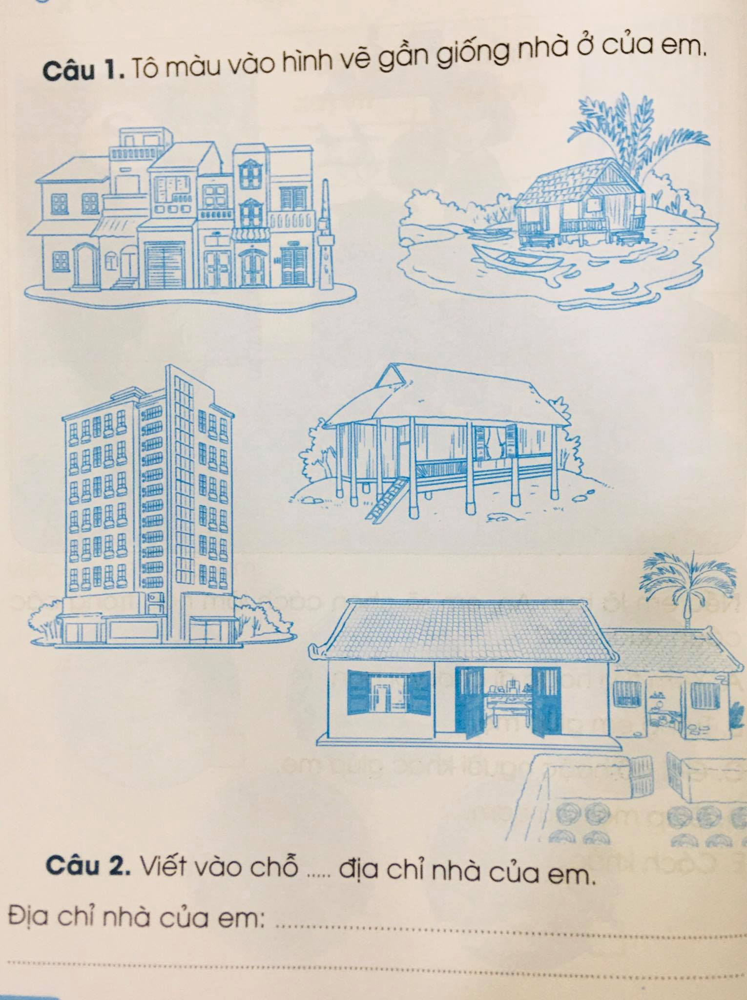 Câu 1. Tô màu vào hình vẽ gần giống nhà ở của em.
Câu 2. Viết vào chỗ ..... địa chỉ nhà của em.
Địa chỉ nhà của em: ........................................
................................................................................